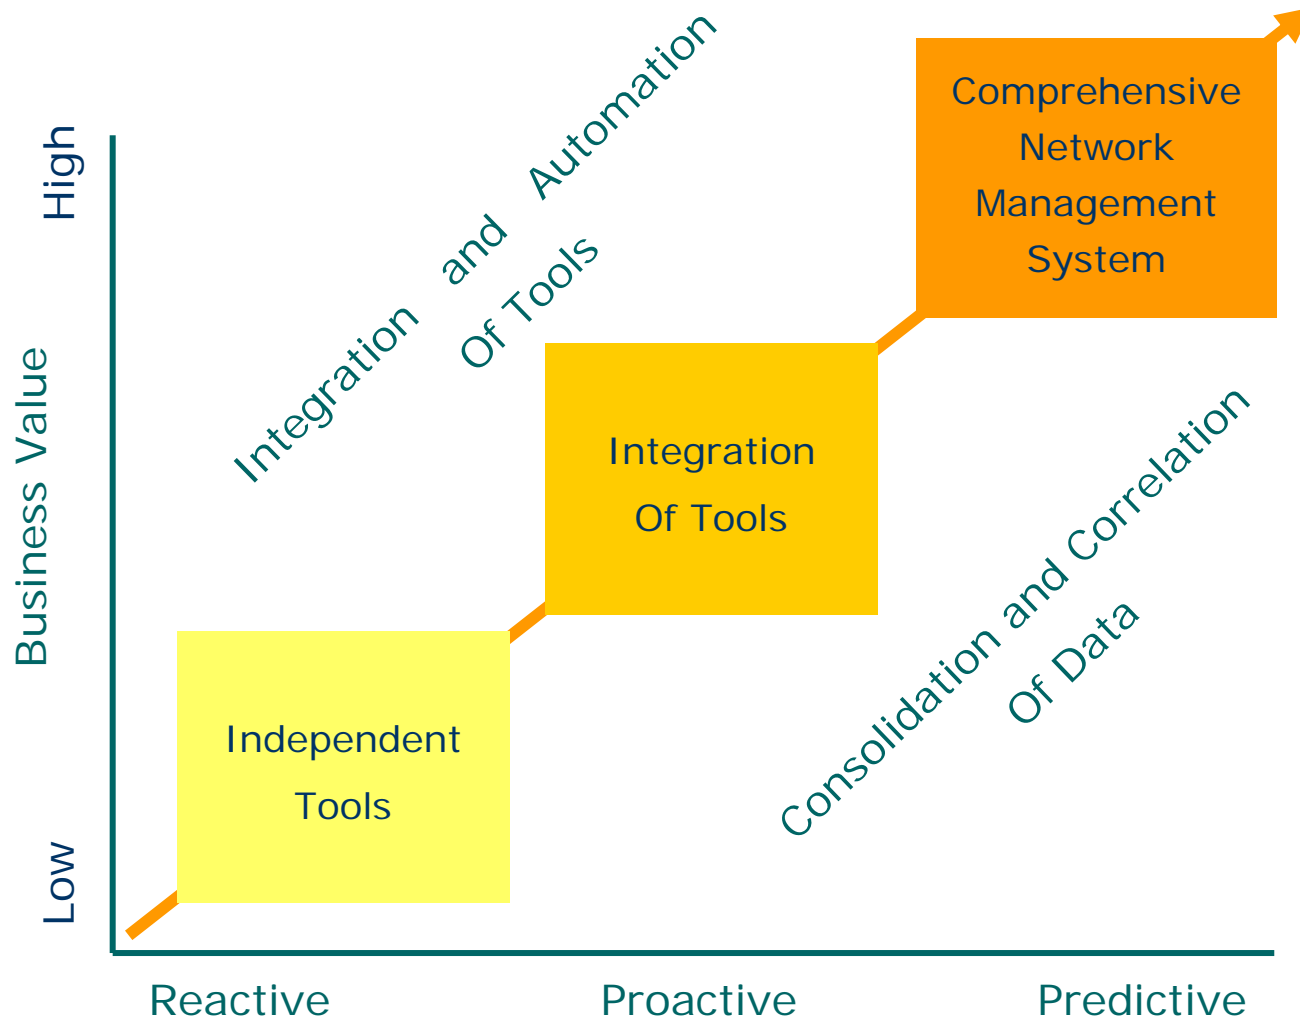 High
Business Value
Low
Integration and Automation
Of Tools
Comprehensive
Network
Management
System
Integration
Of Tools
Independent
Tools
Consolidation and Correlation
Of Data
Reactive
Proactive
Predictive